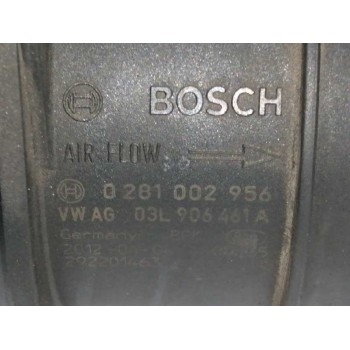 BOSCH
AIR FLOW
0 281 002 956
VW AG 03L 906 461 A
Germany